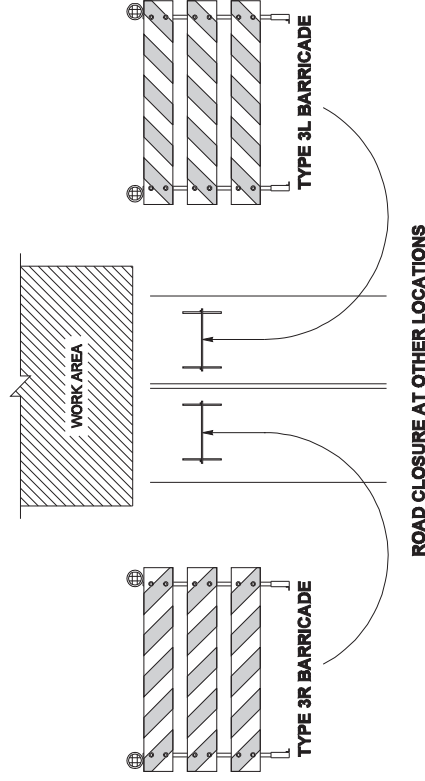 WORK AREA
TYPE 3R BARRICADE
TYPE 3L BARRICADE
ROAD CLOSURE AT OTHER LOCATIONS